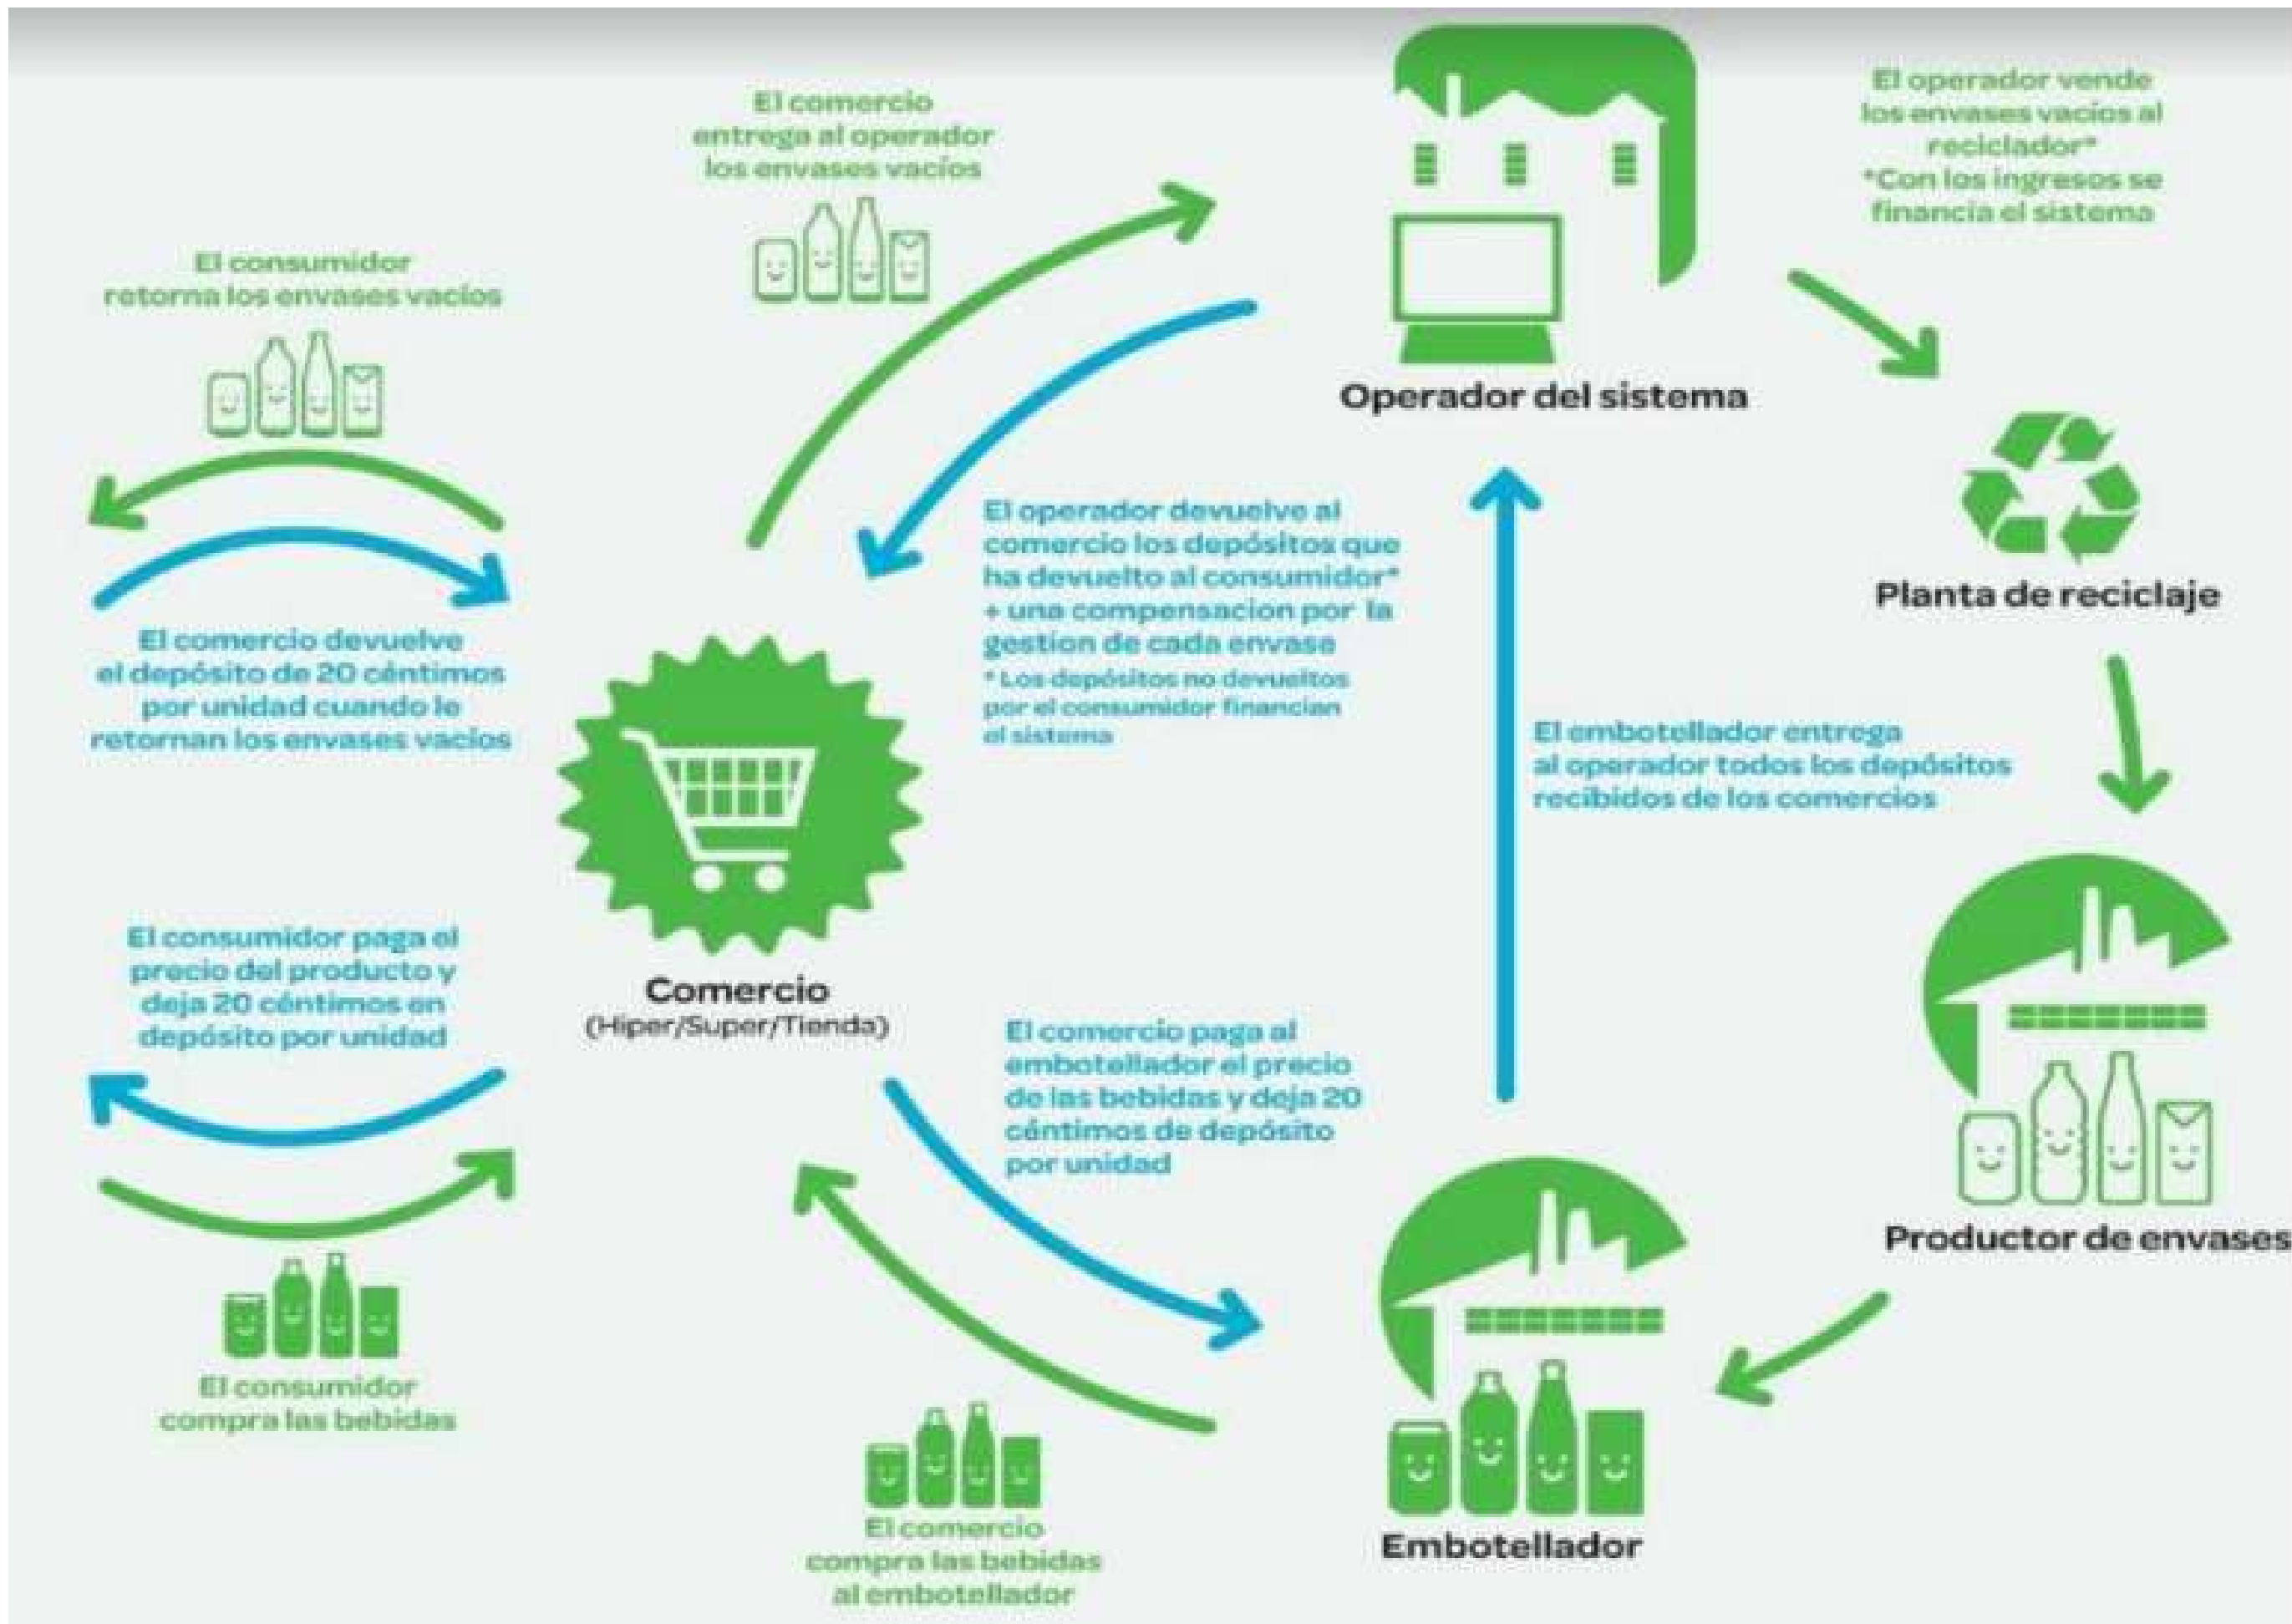 El comercio
entrega al operador
los envases vacíos
El operador vende
los envases vacíos al
reciclador*
*Con los ingresos se
financia el sistema
El consumidor
retorna los envases vacíos
Operador del sistema
El operador devuelve al
comercio los depósitos que
ha devuelto al consumidor*
+ una compensacion por la
gestion de cada envase
* Los depósitos no devueltos
por el consumidor financian
el sistema
Planta de reciclaje
El comercio devuelve
el depósito de 20 céntimos
por unidad cuando le
retornan los envases vacíos
El embotellador entrega
al operador todos los depósitos
recibidos de los comercios
El consumidor paga el
precio del producto y
deja 20 céntimos en
depósito por unidad
Comercio
(Hiper/Super/Tienda)
El comercio paga al
embotellador el precio
de las bebidas y deja 20
céntimos de depósito
por unidad
Productor de envases
El consumidor
compra las bebidas
El comercio
compra las bebidas
al embotellador
Embotellador